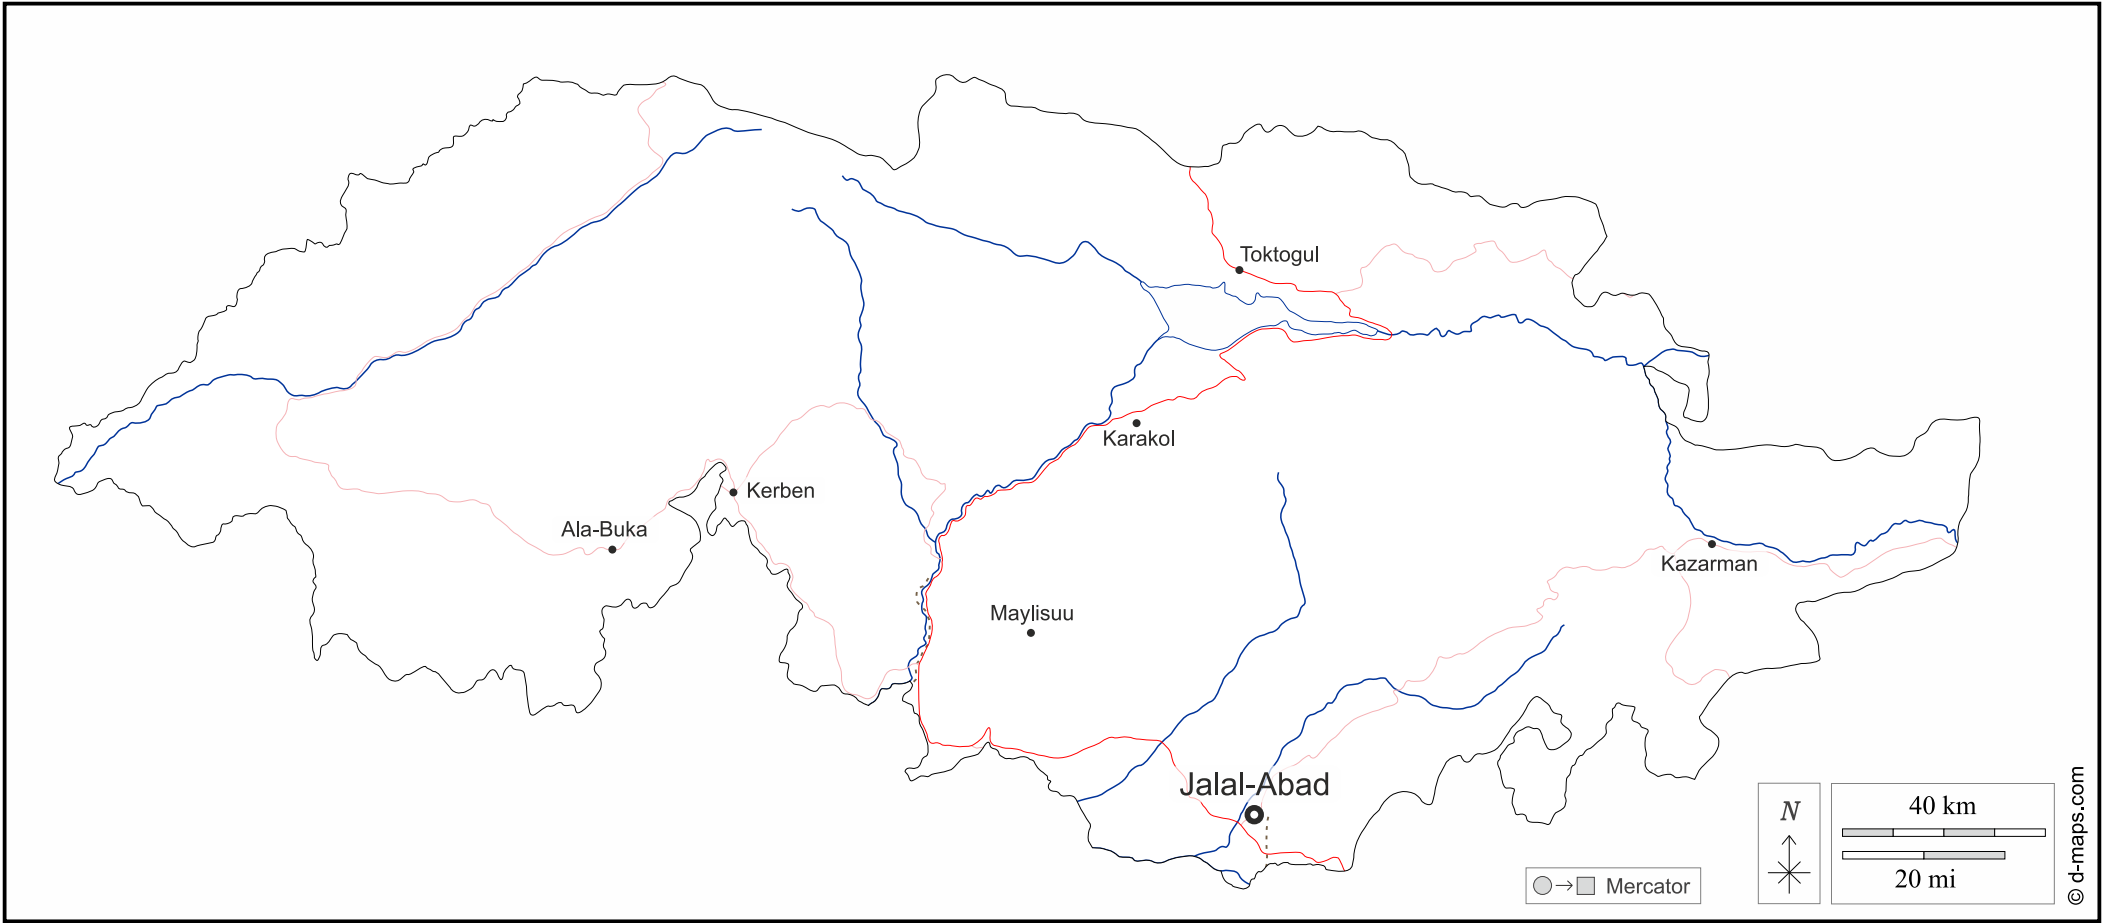 Toktogul
Karakol
Kerben
Ala-Buka
Kazarman
Maylisuu
Jalal-Abad
N
40 km
20 mi
Mercator
© d-maps.com